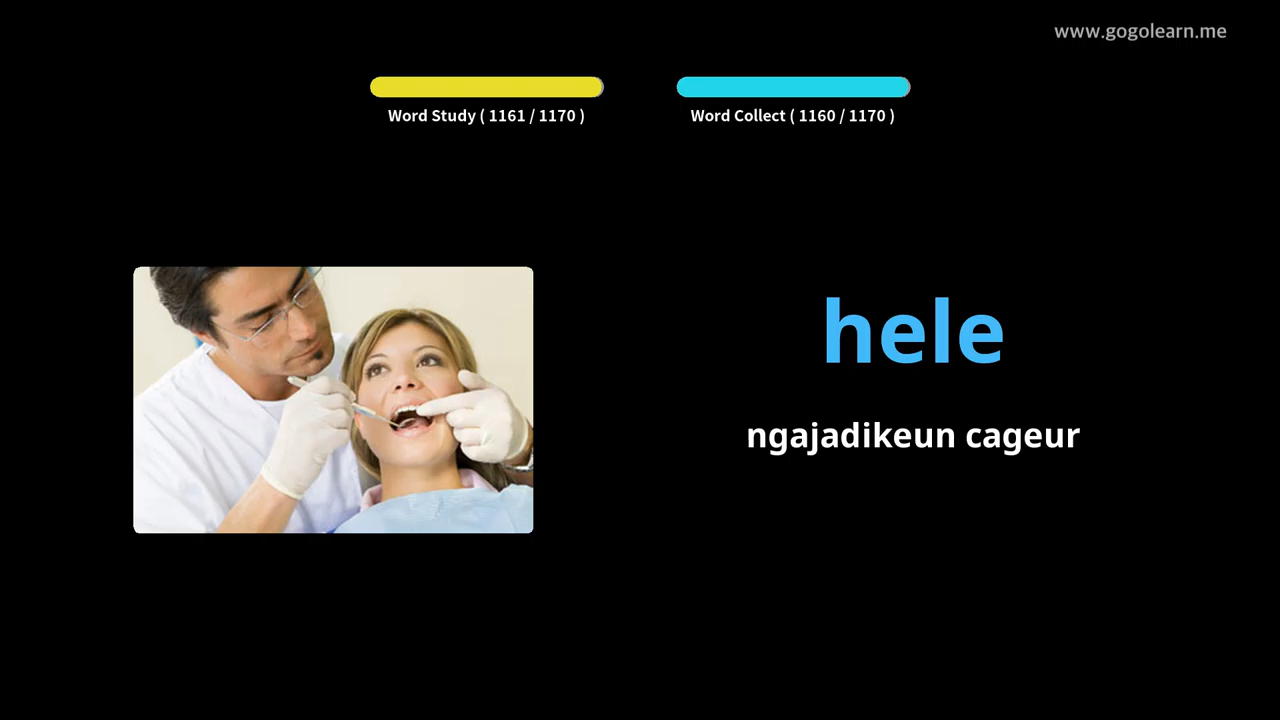 www.gogolearn.me
Word Study ( 1161 / 1170 )
Word Collect ( 1160 / 1170 )
hele
ngajadikeun cageur